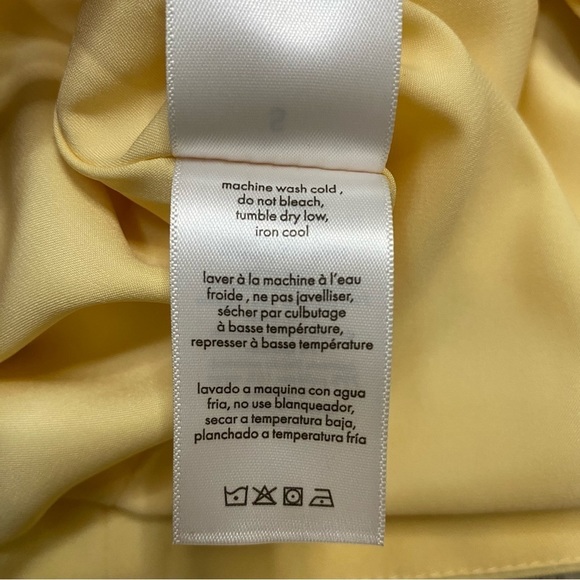 S
machine wash cold ,
do not bleach,
tumble dry low,
iron cool
laver à la machine à l'eau
froide , ne pas javelliser,
sécher par culbutage
à basse température,
represser à basse température
lavado a maquina con agua
fria, no use blanqueador,
secar a temperatura baja,
planchado a temperatura fría